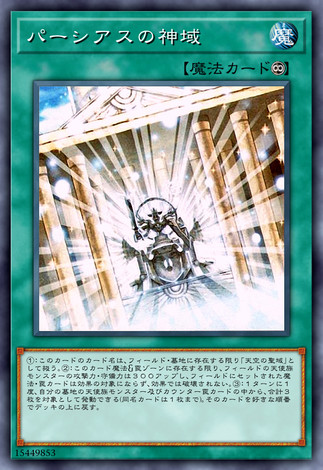 パーシアスの神域
魔
【魔法カード】
①:このカードのカード名は、フィールド・墓地に存在する限り「天空の聖域」と
して扱う。②:このカードが魔法&罠ゾーンに存在する限り、フィールドの天使族
モンスターの攻撃力・守備力は300アップし、フィールドにセットされた魔
法・罠カードは効果の対象にならず、効果では破壊されない。③:1ターンに1
度、自分の墓地の天使族モンスター及びカウンター罠カードの中から、合計3
枚を対象として発動できる(同名カードは1枚まで)。そのカードを好きな順番
でデッキの上に戻す。
15449853